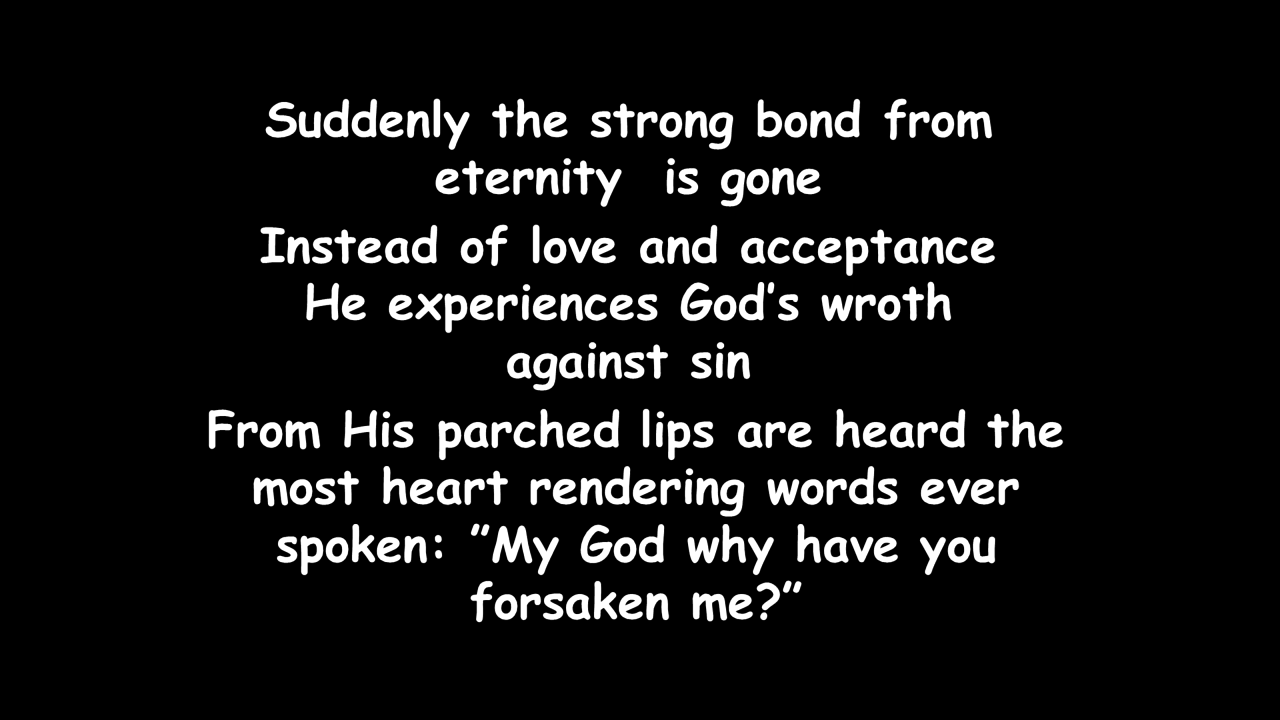 Suddenly the strong bond from
eternity  is gone
Instead of love and acceptance
He experiences God’s wroth
against sin
From His parched lips are heard the
most heart rendering words ever
spoken: ”My God why have you
forsaken me?”